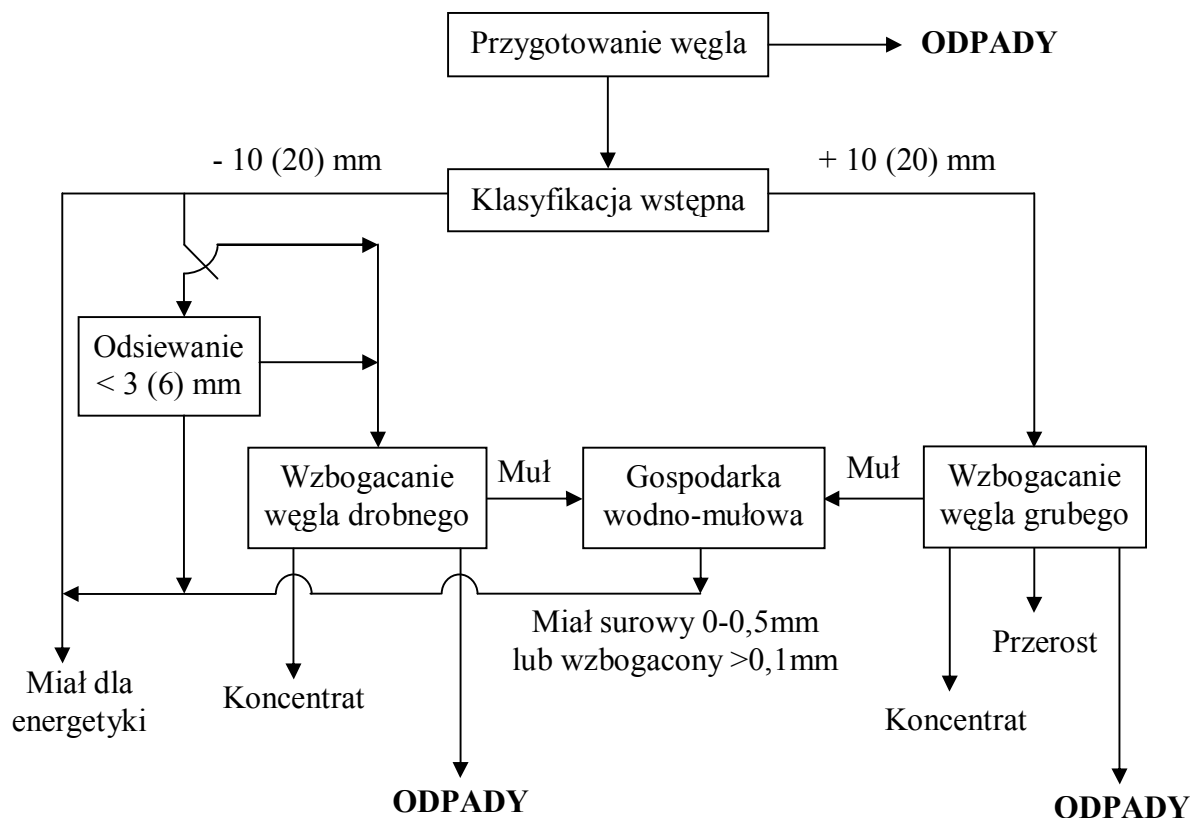 Przygotowanie węgla
ODPADY
- 10 (20) mm
+ 10 (20) mm
Klasyfikacja wstępna
Odsiewanie
< 3 (6) mm
Wzbogacanie
węgla drobnego
Muł
Gospodarka
wodno-mułowa
Muł
Wzbogacanie
węgla grubego
Miał surowy 0-0,5mm
lub wzbogacony >0,1mm
Przerost
Miał dla
energetyki
Koncentrat
Koncentrat
ODPADY
ODPADY